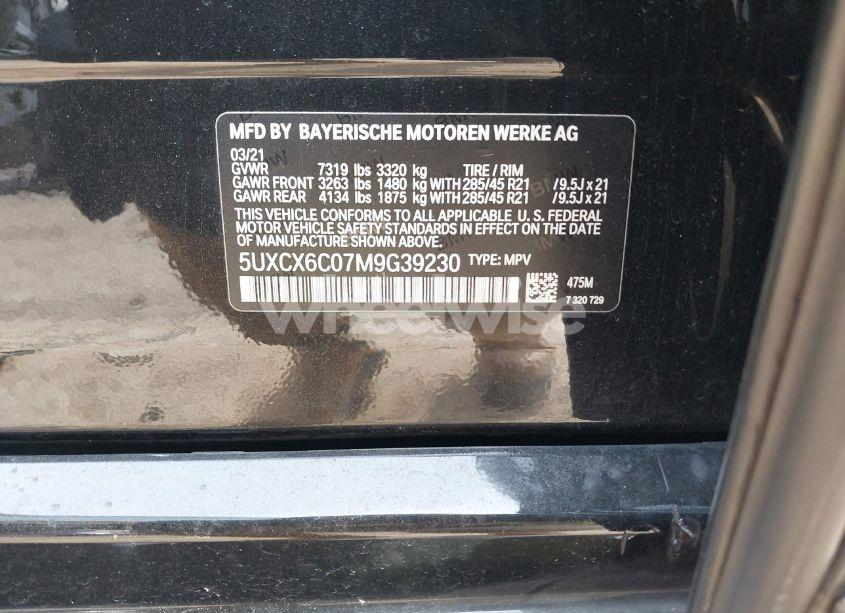 MFD BY BAYERISCHE MOTOREN WERKE AG
03/21
GVWR 7319 lbs 3320 kg TIRE / RIM
GAWR FRONT 3263 lbs 1480 kg WITH 285/45 R21 /9.5J x 21
GAWR REAR 4134 lbs 1875 kg WITH 285/45 R21 /9.5J x 21
THIS VEHICLE CONFORMS TO ALL APPLICABLE U. S. FEDERAL
MOTOR VEHICLE SAFETY STANDARDS IN EFFECT ON THE DATE
OF MANUFACTURE SHOWN ABOVE.
5UXCX6C07M9G39230 TYPE: MPV
475M
7 320 729
wheelwise